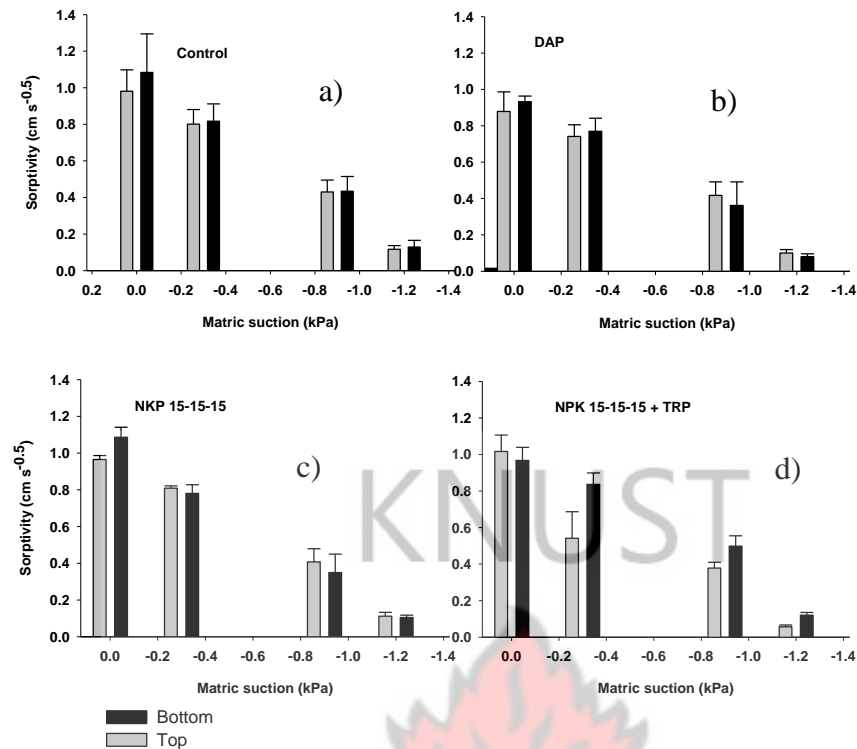 Control
a)
Sorptivity (cm s-0.5)
1.4
1.2
1.0
0.8
0.6
0.4
0.2
0.0
0.2 0.0 -0.2 -0.4 -0.6 -0.8 -1.0 -1.2 -1.4
Matric suction (kPa)
DAP
b)
1.4
1.2
1.0
0.8
0.6
0.4
0.2
0.0
0.0 -0.2 -0.4 -0.6 -0.8 -1.0 -1.2 -1.4
Matric suction (kPa)
NKP 15-15-15
c)
Sorptivity (cm s-0.5)
1.4
1.2
1.0
0.8
0.6
0.4
0.2
0.0
0.0 -0.2 -0.4 -0.6 -0.8 -1.0 -1.2 -1.4
Matric suction (kPa)
NPK 15-15-15 + TRP
d)
1.4
1.2
1.0
0.8
0.6
0.4
0.2
0.0
0.0 -0.2 -0.4 -0.6 -0.8 -1.0 -1.2 -1.4
Matric suction (kPa)
KNUST
Bottom
Top